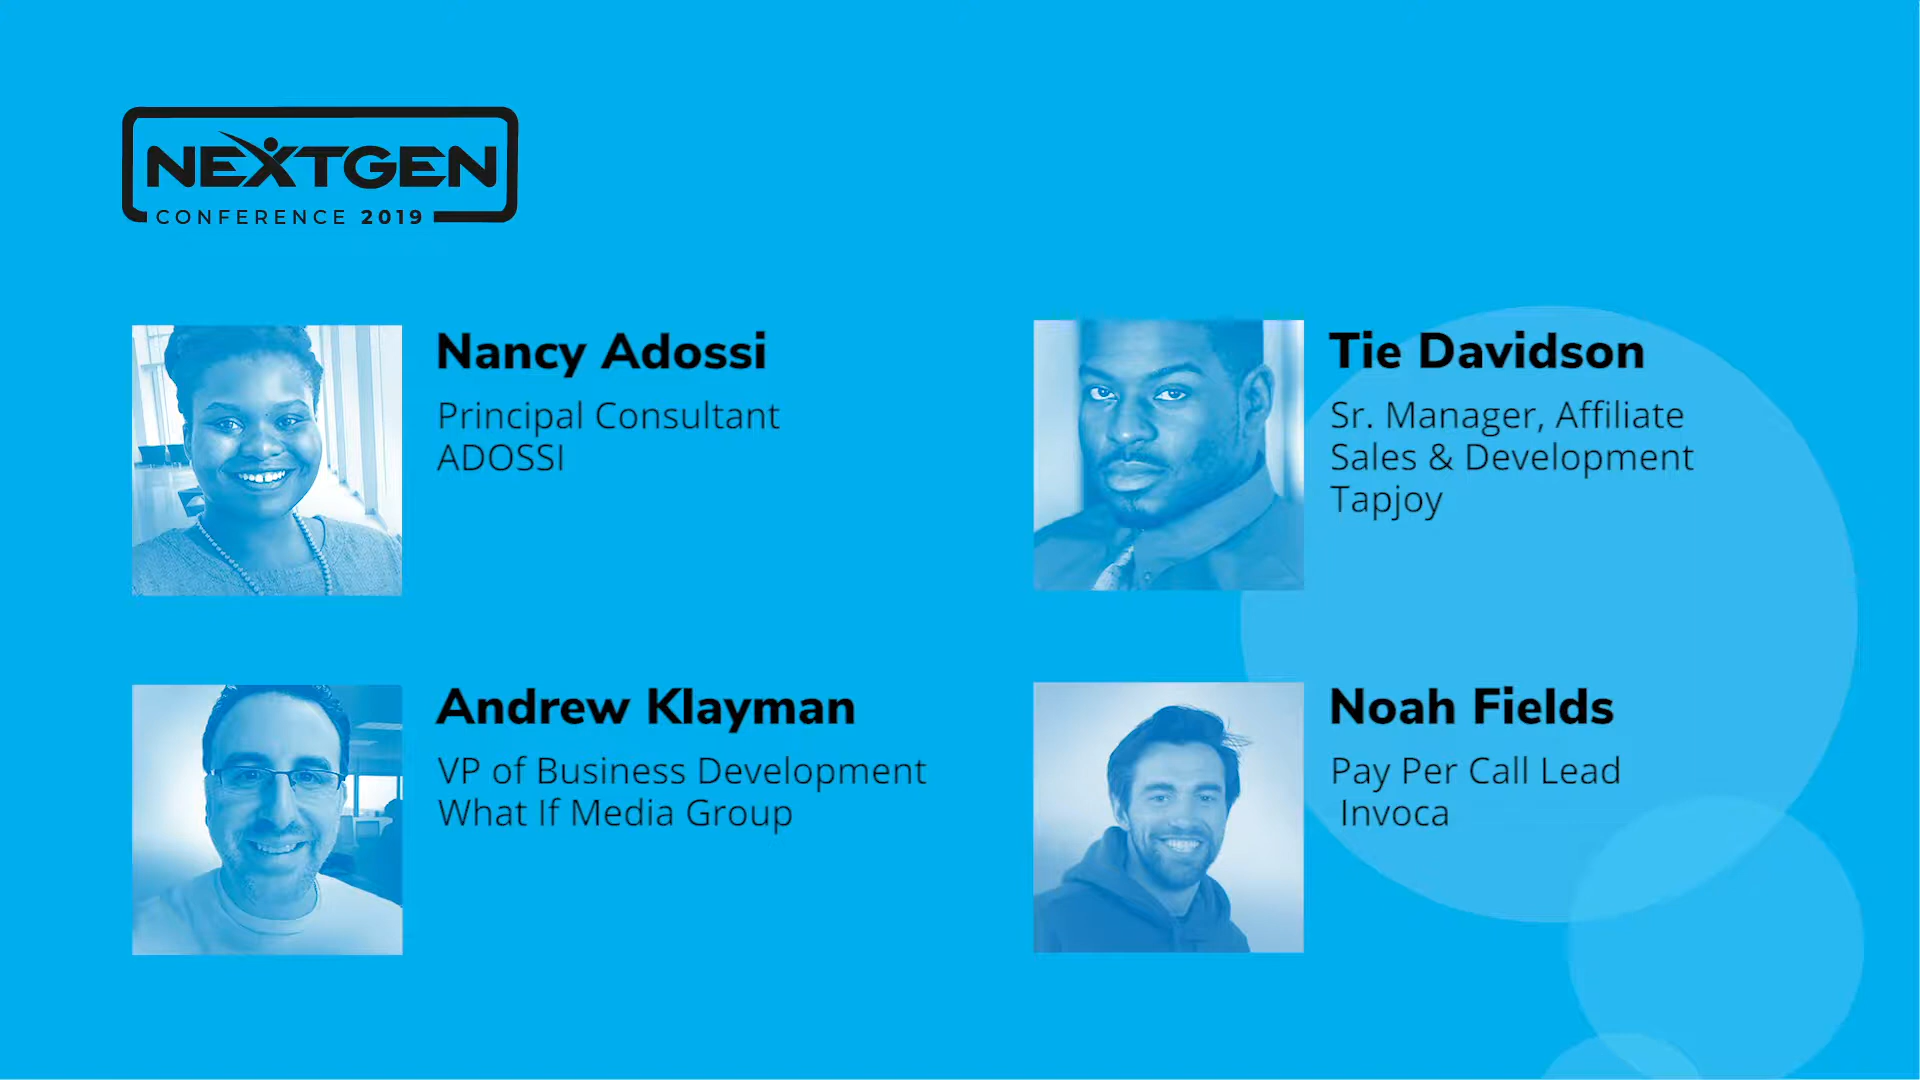 NEXTGEN
CONFERENCE 2019
Nancy Adossi
Principal Consultant
ADOSSI
Tie Davidson
Sr. Manager, Affiliate
Sales & Development
Tapjoy
Andrew Klayman
VP of Business Development
What If Media Group
Noah Fields
Pay Per Call Lead
Invoca